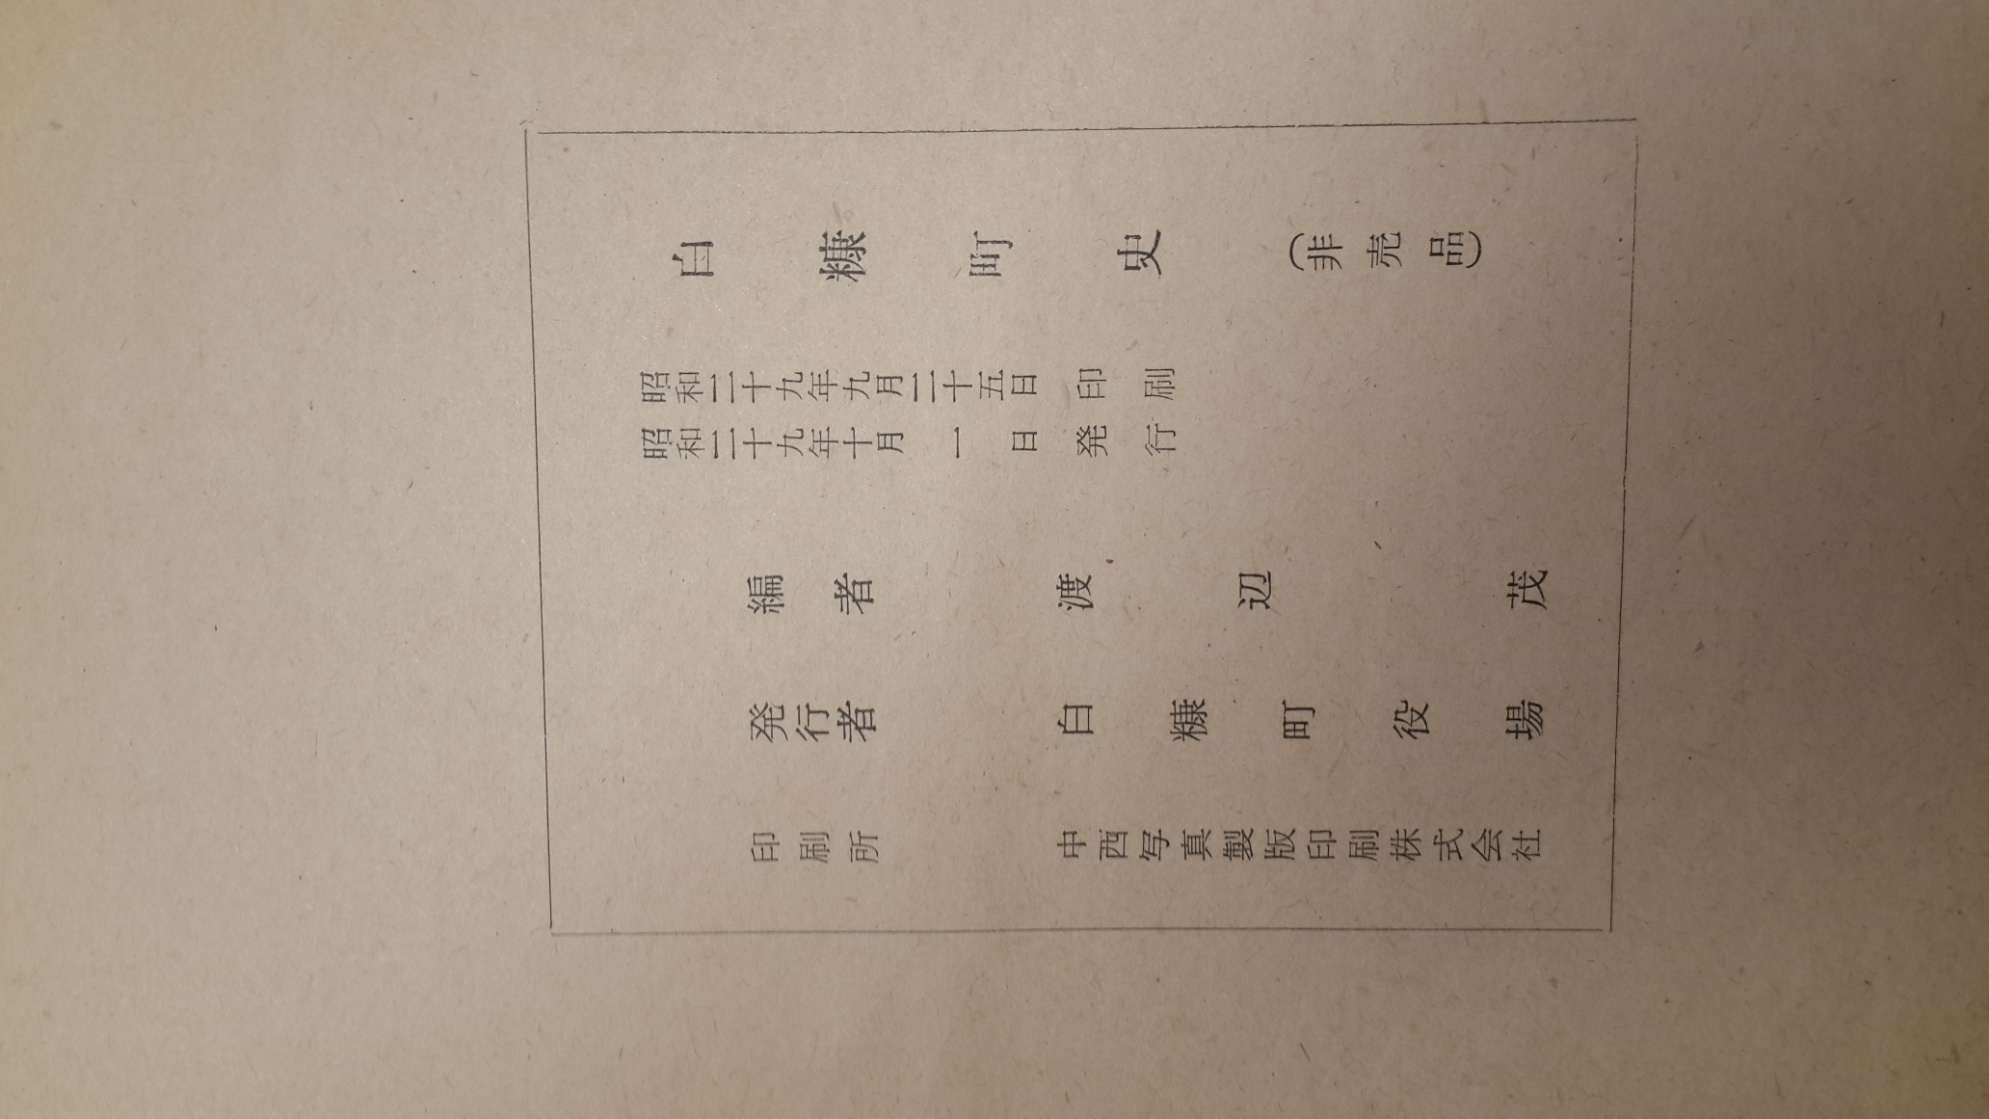 白糠町史 (非売品)
昭和二十九年九月二十五日印刷
昭和二十九年十月一日発行
編者 渡辺茂
発行者 白糠町役場
印刷所 中西写真製版印刷株式会社